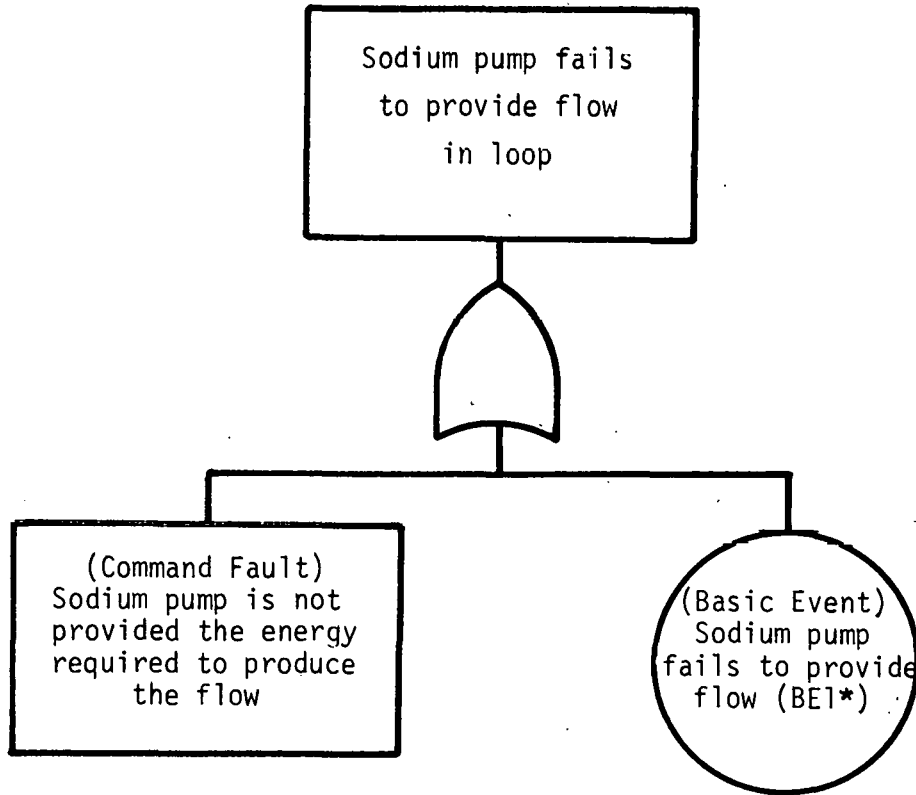 Sodium pump fails
to provide flow
in loop
(Command Fault)
Sodium pump is not
provided the energy
required to produce
the flow
(Basic Event)
Sodium pump
fails to provide
flow (BE1*)